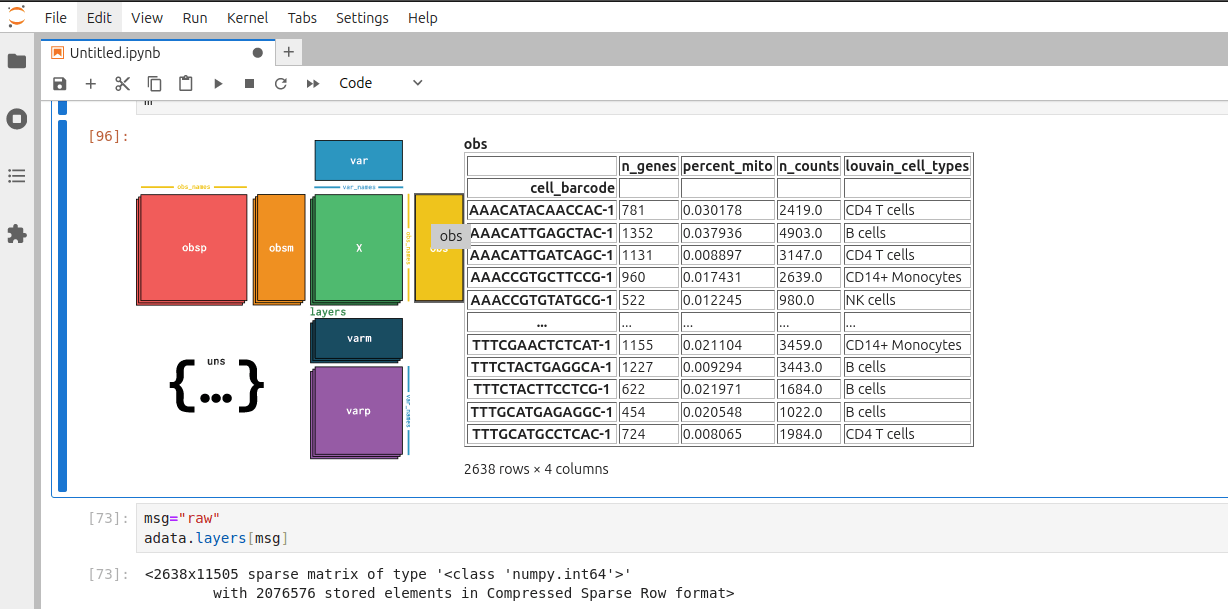 File Edit View Run Kernel Tabs Settings Help
Untitled.ipynb
Code
[96]:
var
obs_names
var_names
obsp
obsm
X
obs_names
obs
layers
varm
uns
{...}
varp
var_names
obs
n_genes percent_mito n_counts louvain_cell_types
cell_barcode
AAACATACAACCAC-1 781 0.030178 2419.0 CD4 T cells
AAACATTGAGCTAC-1 1352 0.037936 4903.0 B cells
AAACATTGATCAGC-1 1131 0.008897 3147.0 CD4 T cells
AAACCGTGCTTCCG-1 960 0.017431 2639.0 CD14+ Monocytes
AAACCGTGTATGCG-1 522 0.012245 980.0 NK cells
... ... ... ... ...
TTTCGAACTCTCAT-1 1155 0.021104 3459.0 CD14+ Monocytes
TTTCTACTGAGGCA-1 1227 0.009294 3443.0 B cells
TTTCTACTTCCTCG-1 622 0.021971 1684.0 B cells
TTTGCATGAGAGGC-1 454 0.020548 1022.0 B cells
TTTGCATGCCTCAC-1 724 0.008065 1984.0 CD4 T cells
2638 rows × 4 columns
[73]:
msg="raw"
adata.layers[msg]
[73]:
<2638x11505 sparse matrix of type '<class 'numpy.int64'>'
with 2076576 stored elements in Compressed Sparse Row format>